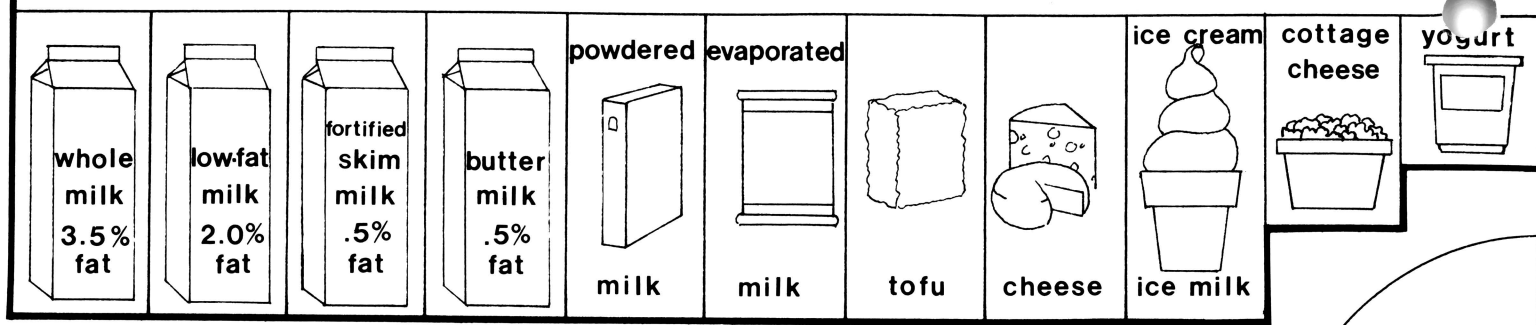 whole
milk
3.5%
fat
low-fat
milk
2.0%
fat
fortified
skim
milk
.5%
fat
butter
milk
.5%
fat
powdered
milk
evaporated
milk
tofu
cheese
ice cream
ice milk
cottage
cheese
yogurt